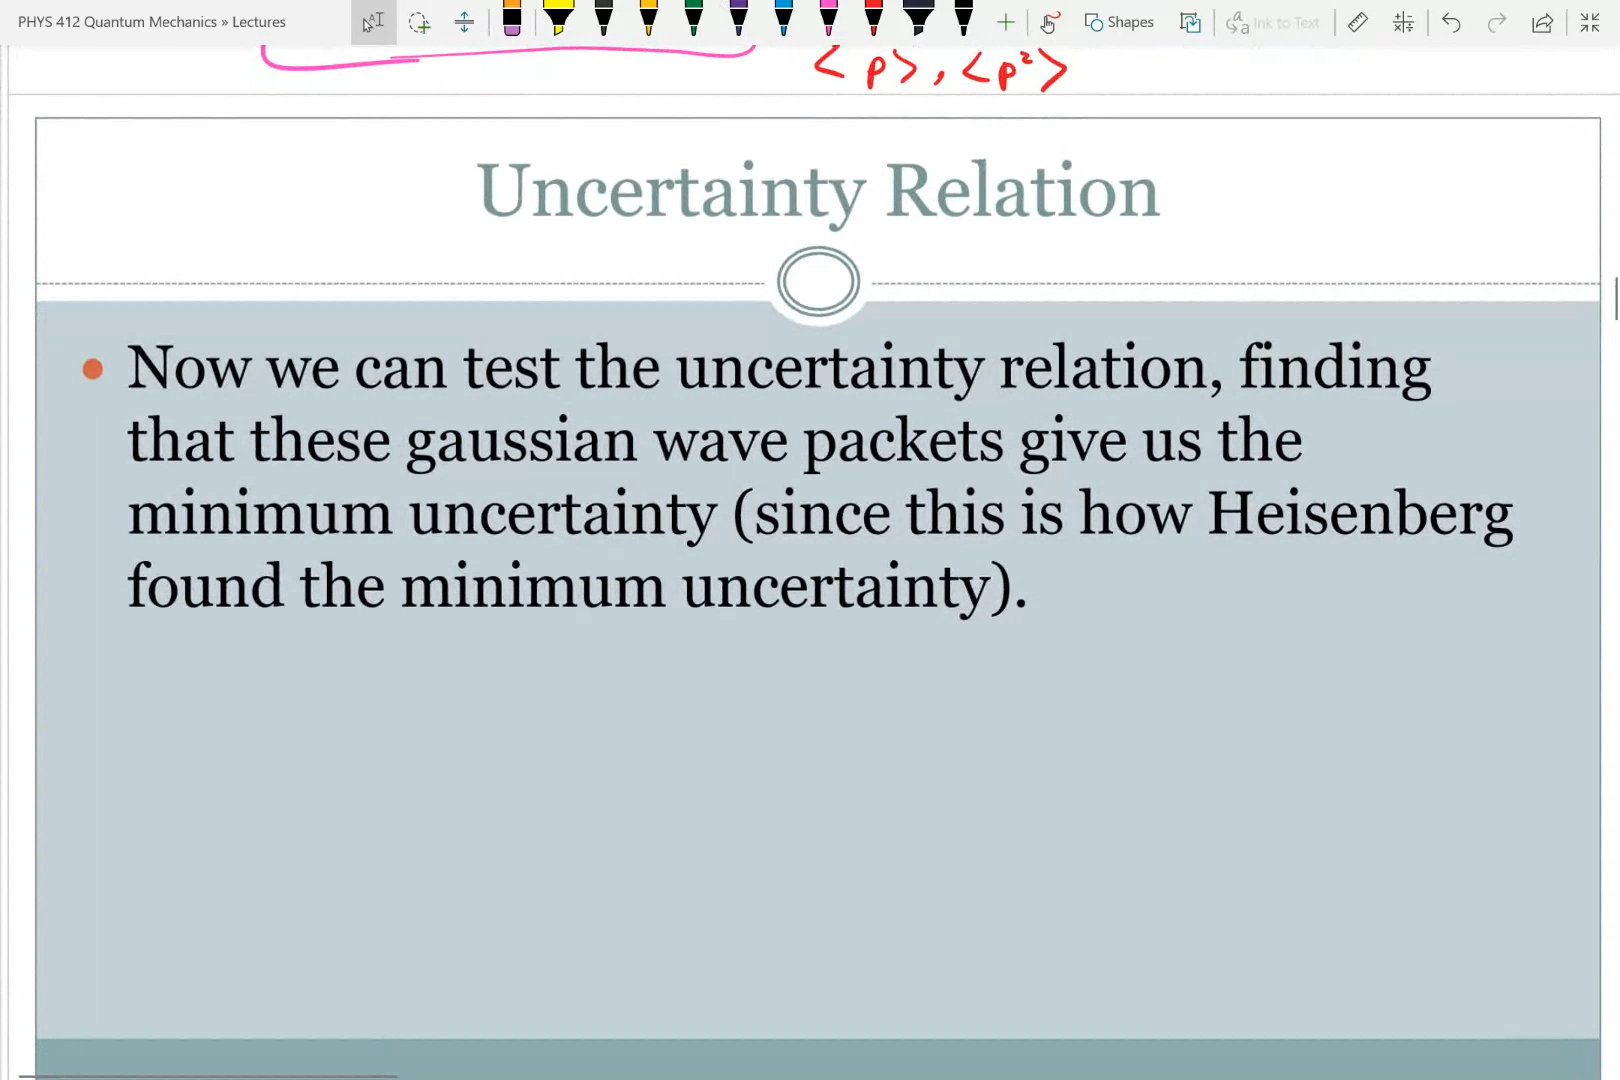 PHYS 412 Quantum Mechanics » Lectures
Shapes
Ink to Text
<p>, <p²>
Uncertainty Relation
• Now we can test the uncertainty relation, finding
that these gaussian wave packets give us the
minimum uncertainty (since this is how Heisenberg
found the minimum uncertainty).